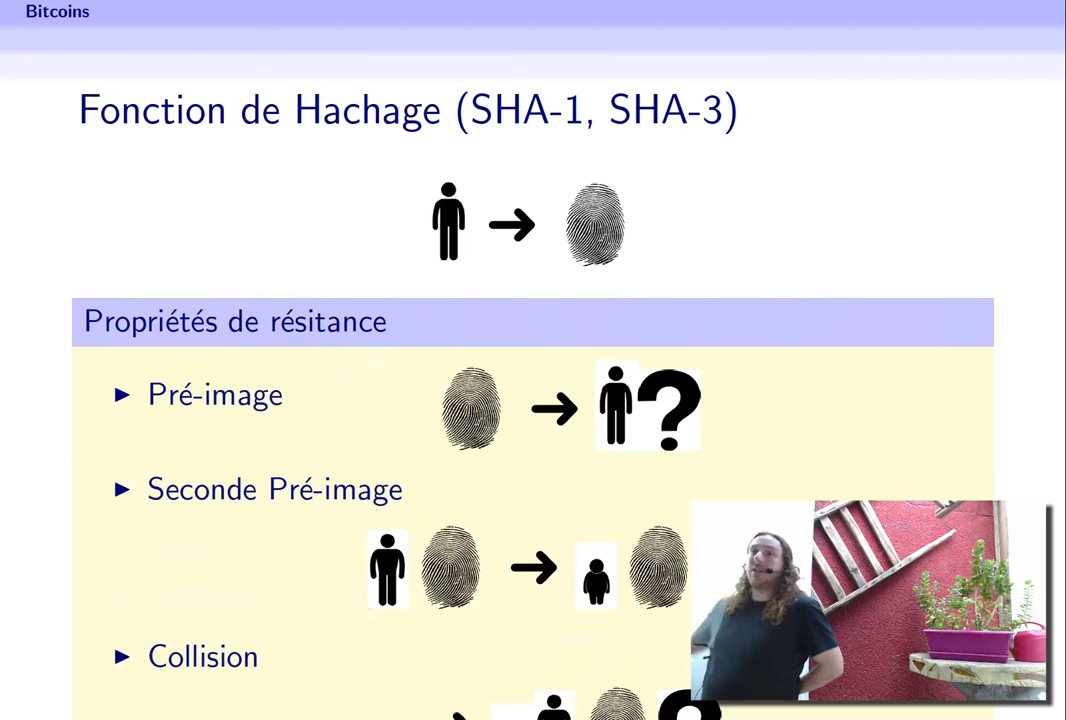 Bitcoins
Fonction de Hachage (SHA-1, SHA-3)
Propriétés de résitance
Pré-image
?
Seconde Pré-image
Collision
?